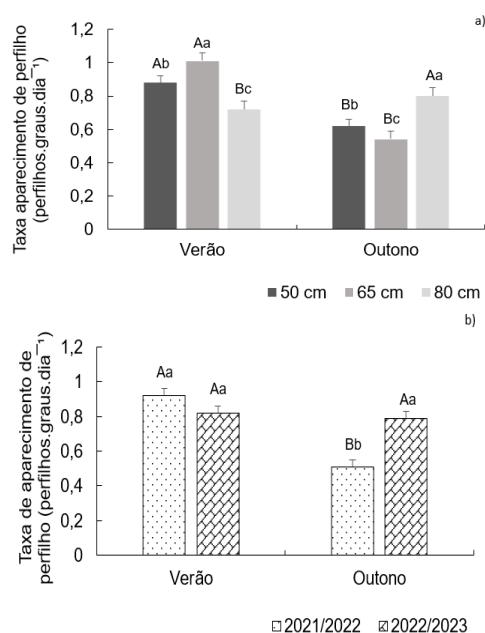 a)
Taxa aparecimento de perfilho
(perfilhos.graus.dia⁻¹)
1,2
1
0,8
0,6
0,4
0,2
0
Ab
Aa
Bc
Bb
Bc
Aa
Verão
Outono
50 cm
65 cm
80 cm
b)
Taxa de aparecimento de
perfilho (perfilhos.graus.dia⁻¹)
1,2
1
0,8
0,6
0,4
0,2
0
Aa
Aa
Bb
Aa
Verão
Outono
2021/2022
2022/2023